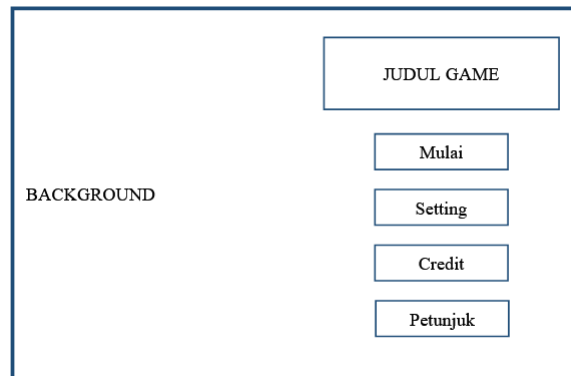 JUDUL GAME
Mulai
BACKGROUND
Setting
Credit
Petunjuk